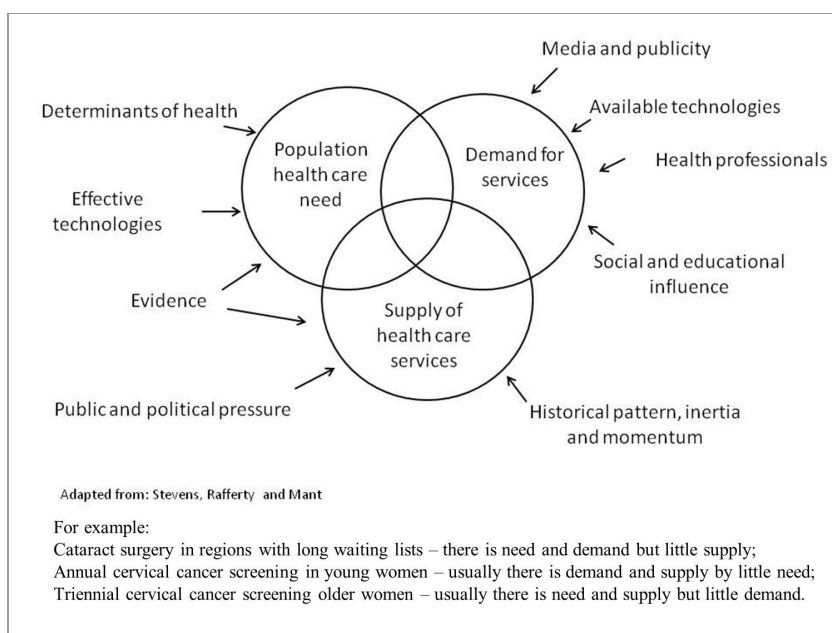 Media and publicity
Determinants of health
Available technologies
Population
health care
need
Demand for
services
Health professionals
Effective
technologies
Social and educational
influence
Evidence
Supply of
health care
services
Public and political pressure
Historical pattern, inertia
and momentum
Adapted from: Stevens, Rafferty and Mant
For example:
Cataract surgery in regions with long waiting lists – there is need and demand but little supply;
Annual cervical cancer screening in young women – usually there is demand and supply by little need;
Triennial cervical cancer screening older women – usually there is need and supply but little demand.